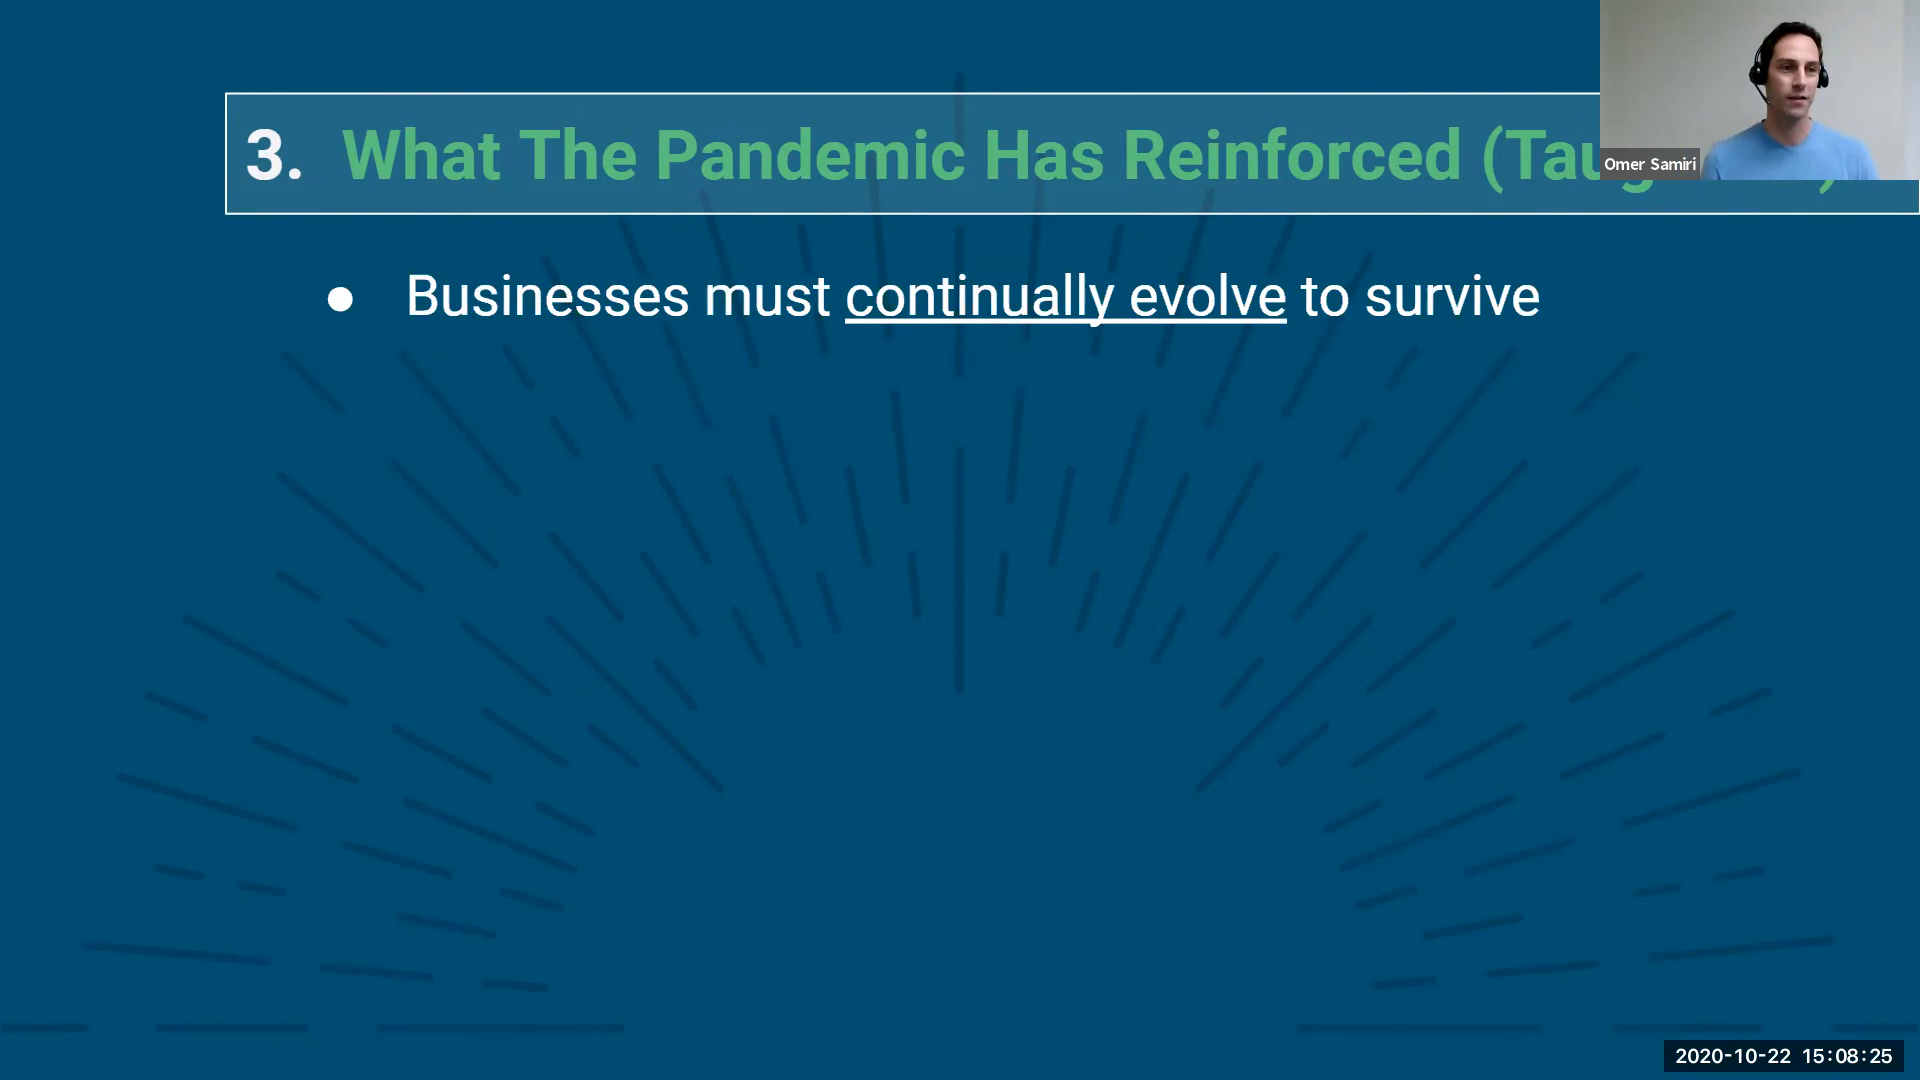 3. What The Pandemic Has Reinforced
Omer Samiri
● Businesses must continually evolve to survive
2020-10-22 15:08:25